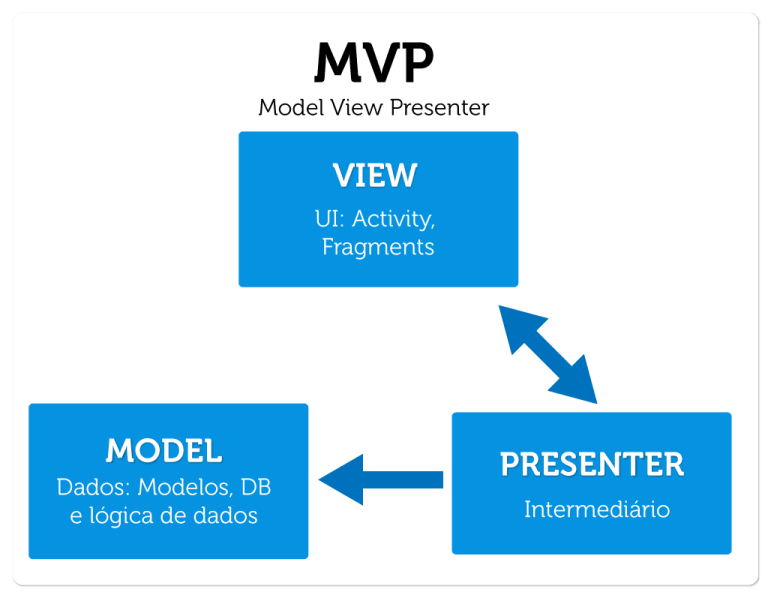 MVP
Model View Presenter
VIEW
UI: Activity,
Fragments
MODEL
Dados: Modelos, DB
e lógica de dados
PRESENTER
Intermediário